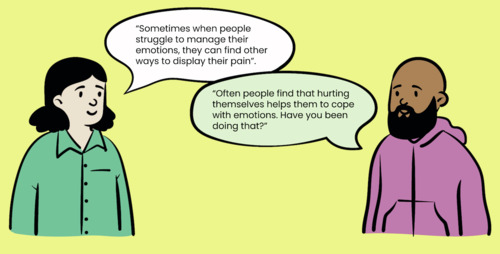 “Sometimes when people
struggle to manage their
emotions, they can find other
ways to display their pain”.
“Often people find that hurting
themselves helps them to cope
with emotions. Have you been
doing that?”